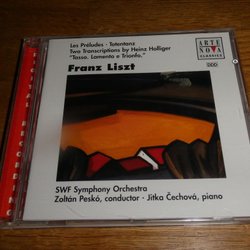 Les Préludes · Totentanz
Two Transcriptions by Heinz Holliger
"Tasso. Lamento e Trionfo."
Franz Liszt
ARTE
NOVA
CLASSICS
DDD
SWF Symphony Orchestra
Zoltán Peskó, conductor · Jitka Čechová, piano